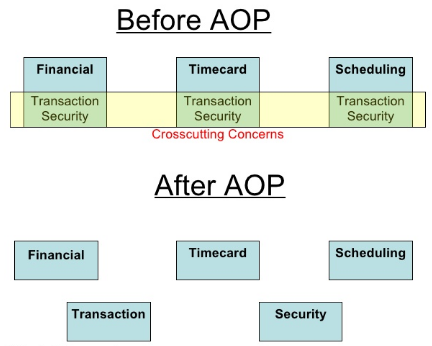 Before AOP
Financial Timecard Scheduling
Transaction Transaction Transaction
Security Security Security
Crosscutting Concerns
After AOP
Financial Timecard Scheduling
Transaction Security